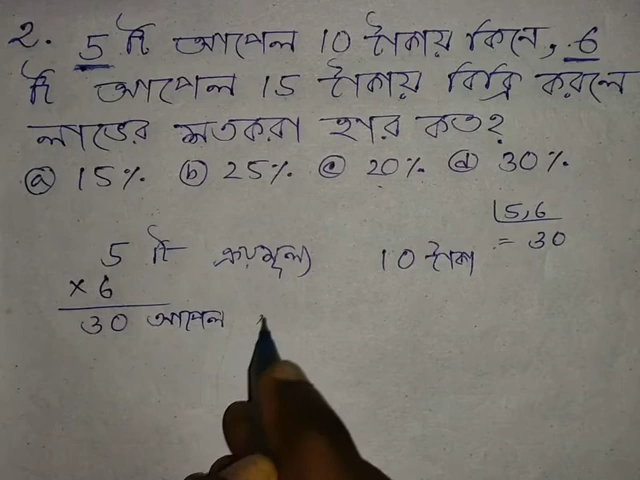 2. 5 টি আপেল 10 টাকায় কিনে, 6
টি আপেল 15 টাকায় বিক্রি করলে
লাভের শতকরা হার কত?
ⓐ 15%. ⓑ 25%. ⓒ 20%. ⓓ 30%.
5, 6
= 30
5 টি ক্রয়মূল্য 10 টাকা
× 6
30 আপেল